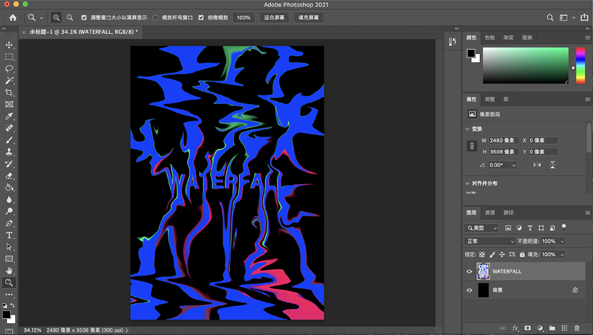 Adobe Photoshop 2021
调整窗口大小以满屏显示 缩放所有窗口 细微缩放 100% 适合屏幕 填充屏幕
× 未标题-1 @ 34.1% (WATERFALL, RGB/8) *
颜色 色板 渐变 图案
属性 调整 库
像素图层
变换
W 2480 像素 X 0 像素
H 3508 像素 Y 0 像素
0.00°
对齐并分布
图层 通道 路径
类型
正常 不透明度: 100%
锁定: 填充: 100%
WATERFALL
背景
WATERFA
34.12% 2480 像素 x 3508 像素 (300 ppi)